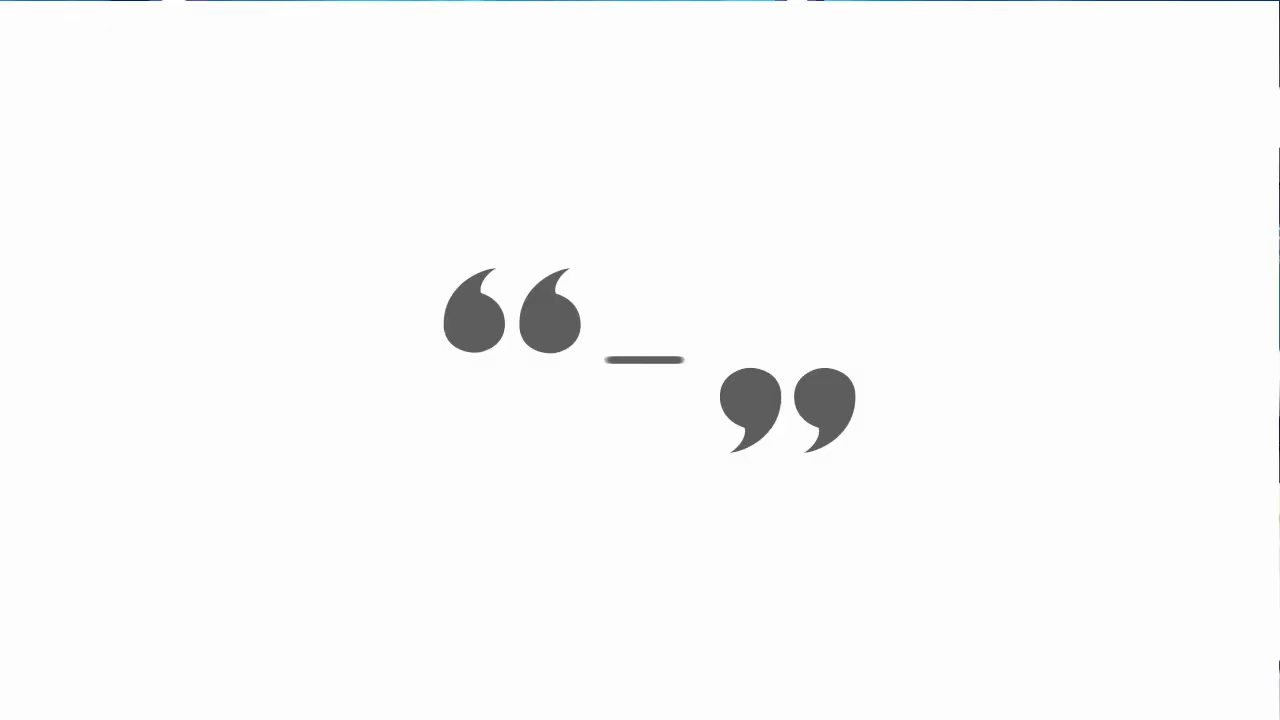 “ _ ”